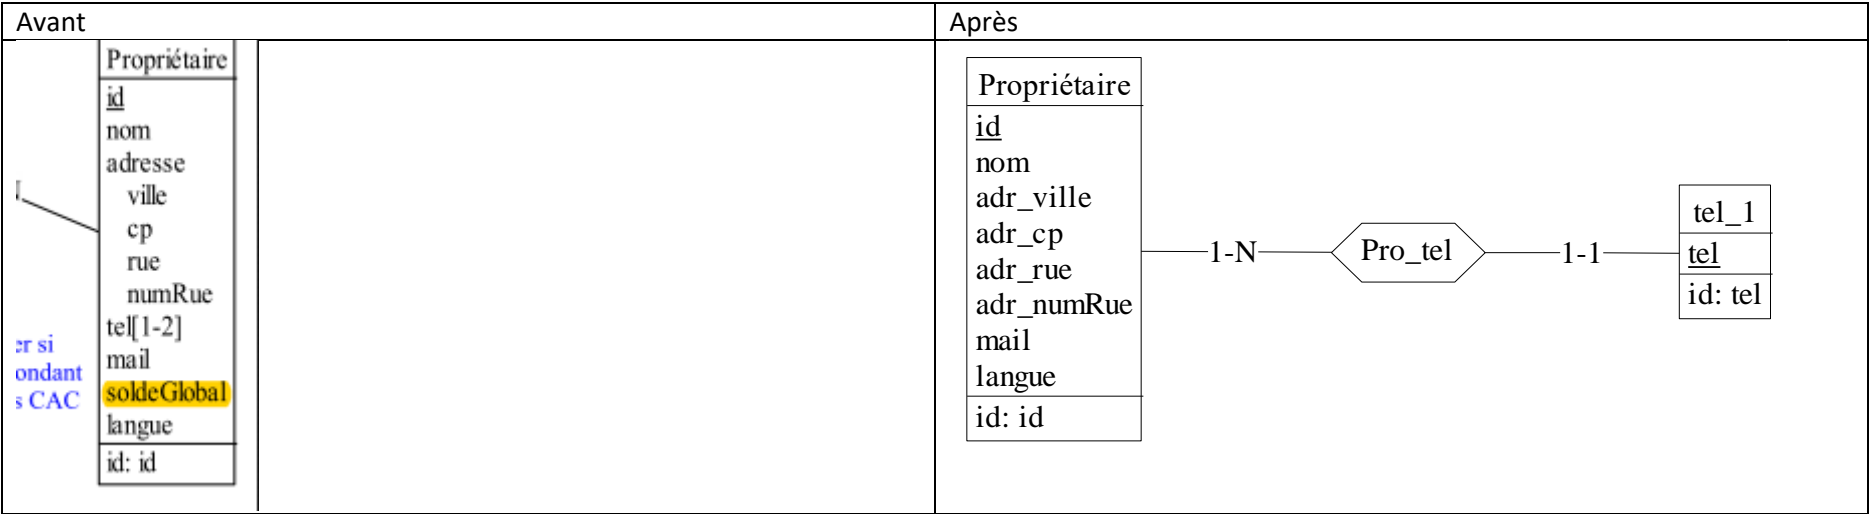 Avant
Après
Propriétaire
id
nom
adresse
ville
cp
rue
numRue
tel[1-2]
mail
soldeGlobal
langue
id: id
er si
ondant
s CAC
Propriétaire
id
nom
adr_ville
adr_cp
adr_rue
adr_numRue
mail
langue
id: id
1-N
Pro_tel
1-1
tel_1
tel
id: tel